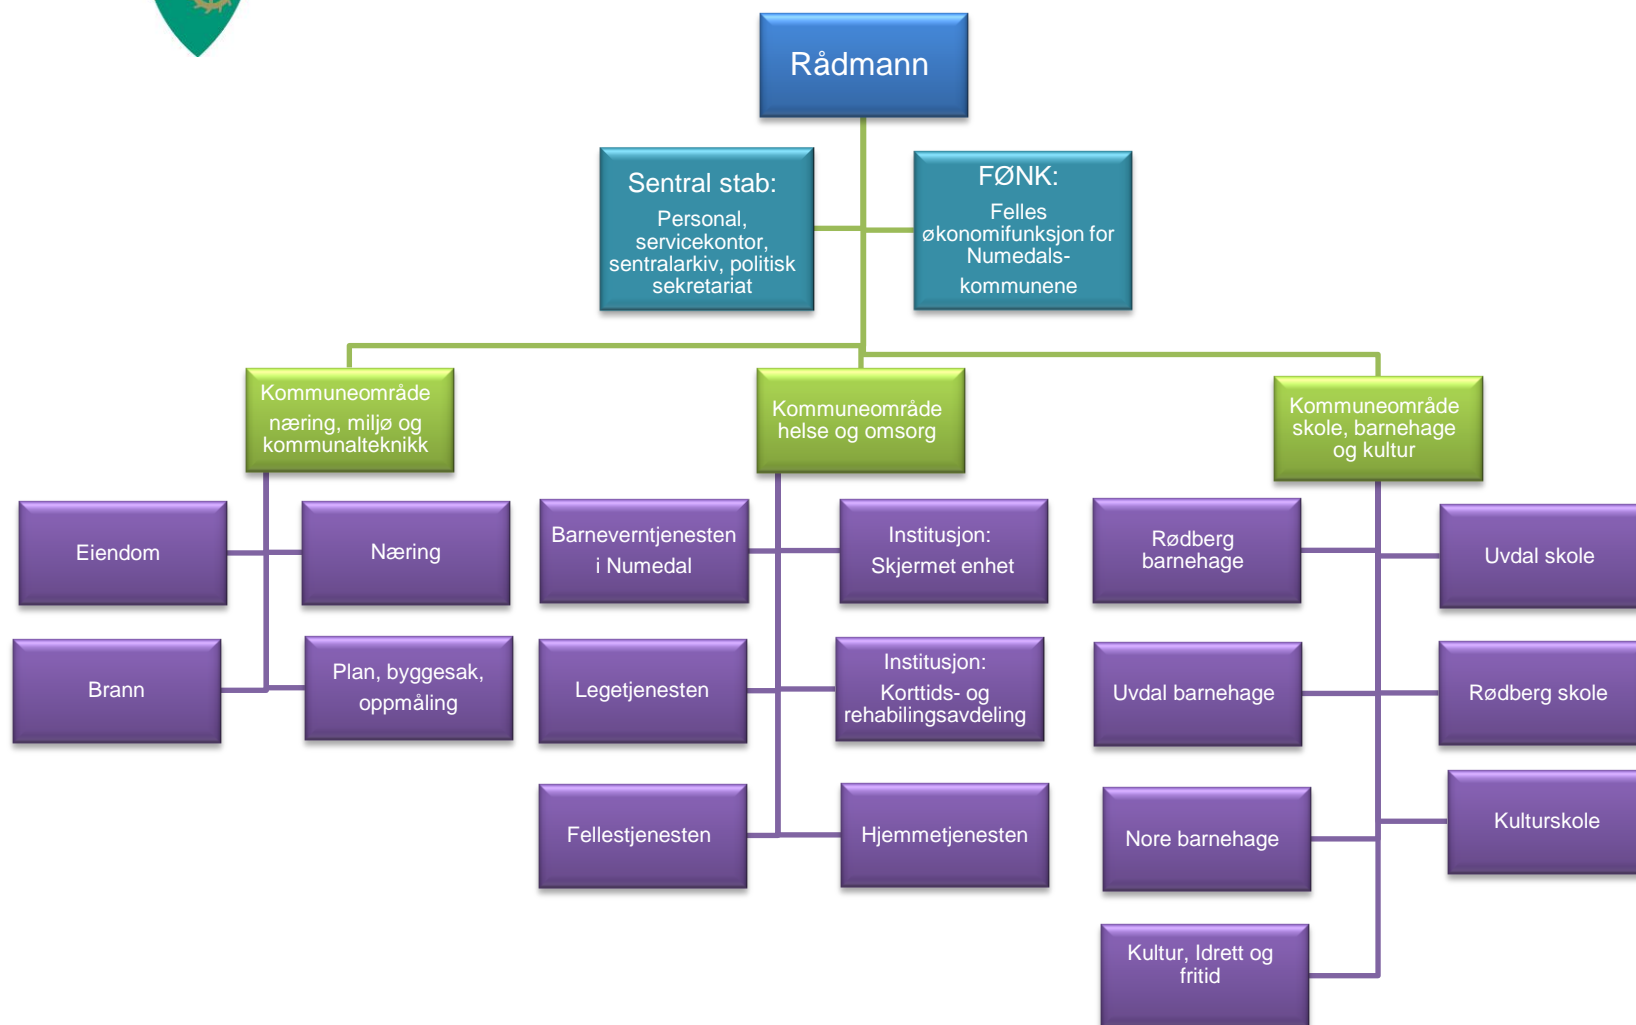 Rådmann
Sentral stab:
Personal,
servicekontor,
sentralarkiv, politisk
sekretariat
FØNK:
Felles
økonomifunksjon for
Numedals-
kommunene
Kommuneområde
næring, miljø og
kommunalteknikk
Kommuneområde
helse og omsorg
Kommuneområde
skole, barnehage
og kultur
Eiendom
Næring
Brann
Plan, byggesak,
oppmåling
Barneverntjenesten
i Numedal
Institusjon:
Skjermet enhet
Legetjenesten
Institusjon:
Korttids- og
rehabilingsavdeling
Fellestjenesten
Hjemmetjenesten
Rødberg
barnehage
Uvdal skole
Uvdal barnehage
Rødberg skole
Nore barnehage
Kulturskole
Kultur, Idrett og
fritid